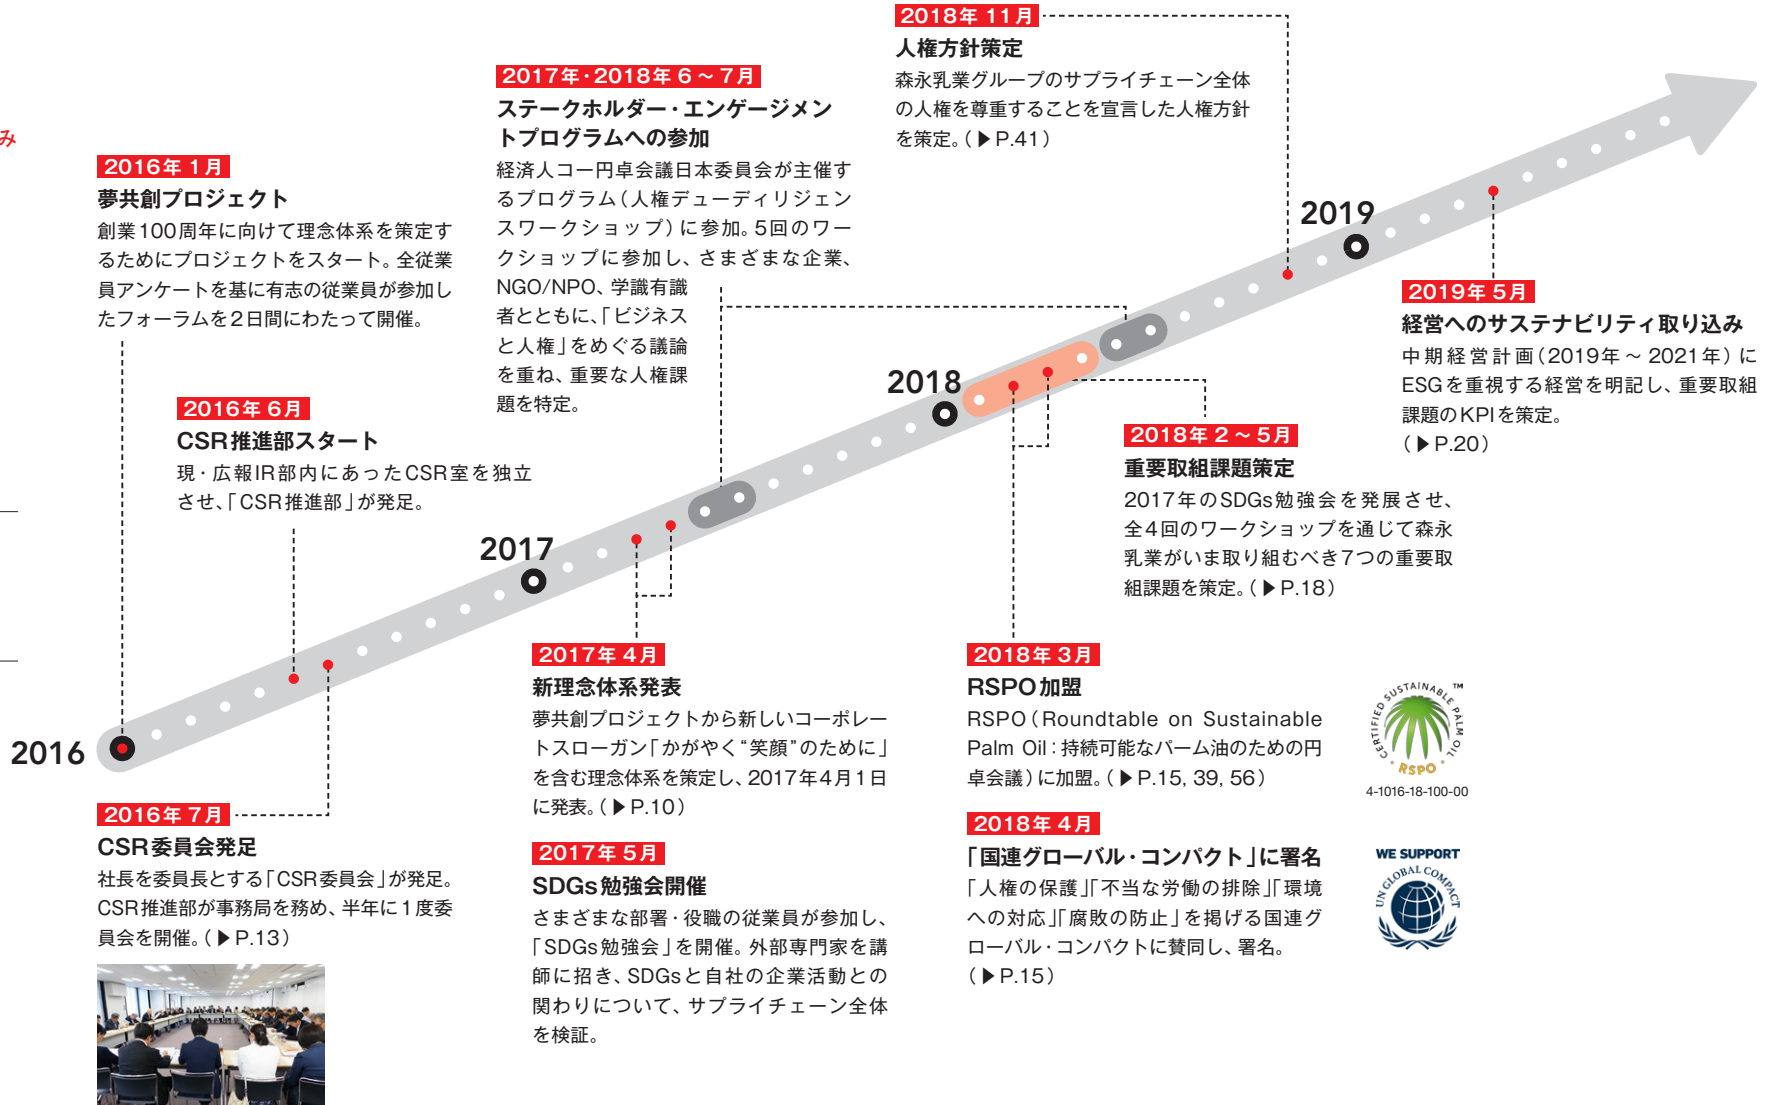 み
2016年 1月
夢共創プロジェクト
創業100周年に向けて理念体系を策定す
るためにプロジェクトをスタート。全従業
員アンケートを基に有志の従業員が参加し
たフォーラムを2日間にわたって開催。
2016年 6月
CSR推進部スタート
現・広報IR部内にあったCSR室を独立
させ、「CSR推進部」が発足。
2016
2016年 7月
CSR委員会発足
社長を委員長とする「CSR委員会」が発足。
CSR推進部が事務局を務め、半年に1度委
員会を開催。(▶P.13)
2017年・2018年 6～7月
ステークホルダー・エンゲージメン
トプログラムへの参加
経済人コー円卓会議日本委員会が主催す
るプログラム(人権デューディリジェン
スワークショップ)に参加。5回のワー
クショップに参加し、さまざまな企業、
NGO/NPO、学識有識
者とともに、「ビジネス
と人権」をめぐる議論
を重ね、重要な人権課
題を特定。
2017
2017年 4月
新理念体系発表
夢共創プロジェクトから新しいコーポレー
トスローガン「かがやく“笑顔”のために」
を含む理念体系を策定し、2017年4月1日
に発表。(▶P.10)
2017年 5月
SDGs勉強会開催
さまざまな部署・役職の従業員が参加し、
「SDGs勉強会」を開催。外部専門家を講
師に招き、SDGsと自社の企業活動との
関わりについて、サプライチェーン全体
を検証。
2018年 11月
人権方針策定
森永乳業グループのサプライチェーン全体
の人権を尊重することを宣言した人権方針
を策定。(▶P.41)
2018
2018年 2～5月
重要取組課題策定
2017年のSDGs勉強会を発展させ、
全4回のワークショップを通じて森永
乳業がいま取り組むべき7つの重要取
組課題を策定。(▶P.18)
2018年 3月
RSPO加盟
RSPO(Roundtable on Sustainable
Palm Oil：持続可能なパーム油のための円
卓会議)に加盟。(▶P.15, 39, 56)
CERTIFIED SUSTAINABLE PALM OIL TM
RSPO
4-1016-18-100-00
2018年 4月
「国連グローバル・コンパクト」に署名
「人権の保護」「不当な労働の排除」「環境
への対応」「腐敗の防止」を掲げる国連グ
ローバル・コンパクトに賛同し、署名。
(▶P.15)
WE SUPPORT
UN GLOBAL COMPACT
2019
2019年 5月
経営へのサステナビリティ取り込み
中期経営計画(2019年～2021年)に
ESGを重視する経営を明記し、重要取組
課題のKPIを策定。
(▶P.20)